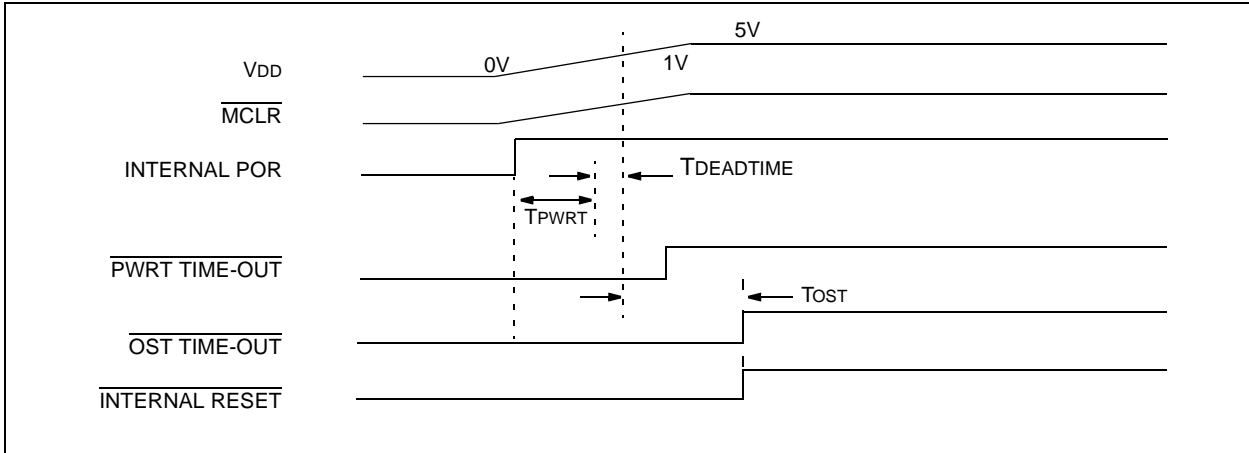 5V
VDD
0V
1V
MCLR
INTERNAL POR
TDEADTIME
TPWRT
PWRT TIME-OUT
TOST
OST TIME-OUT
INTERNAL RESET